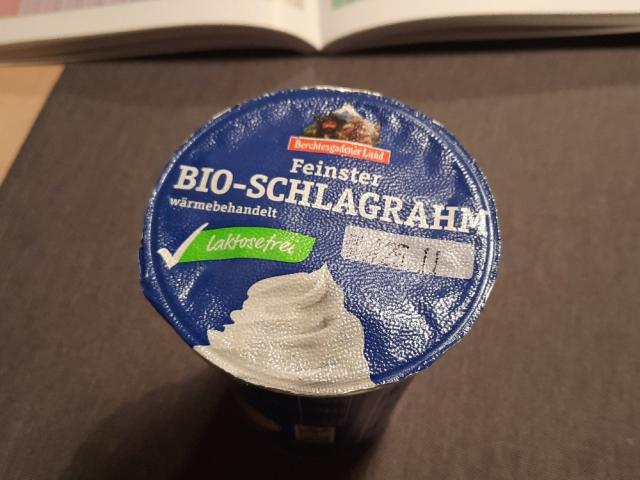 Berchtesgadener Land
Feinster
BIO-SCHLAGRAHM
wärmebehandelt
Laktosefrei